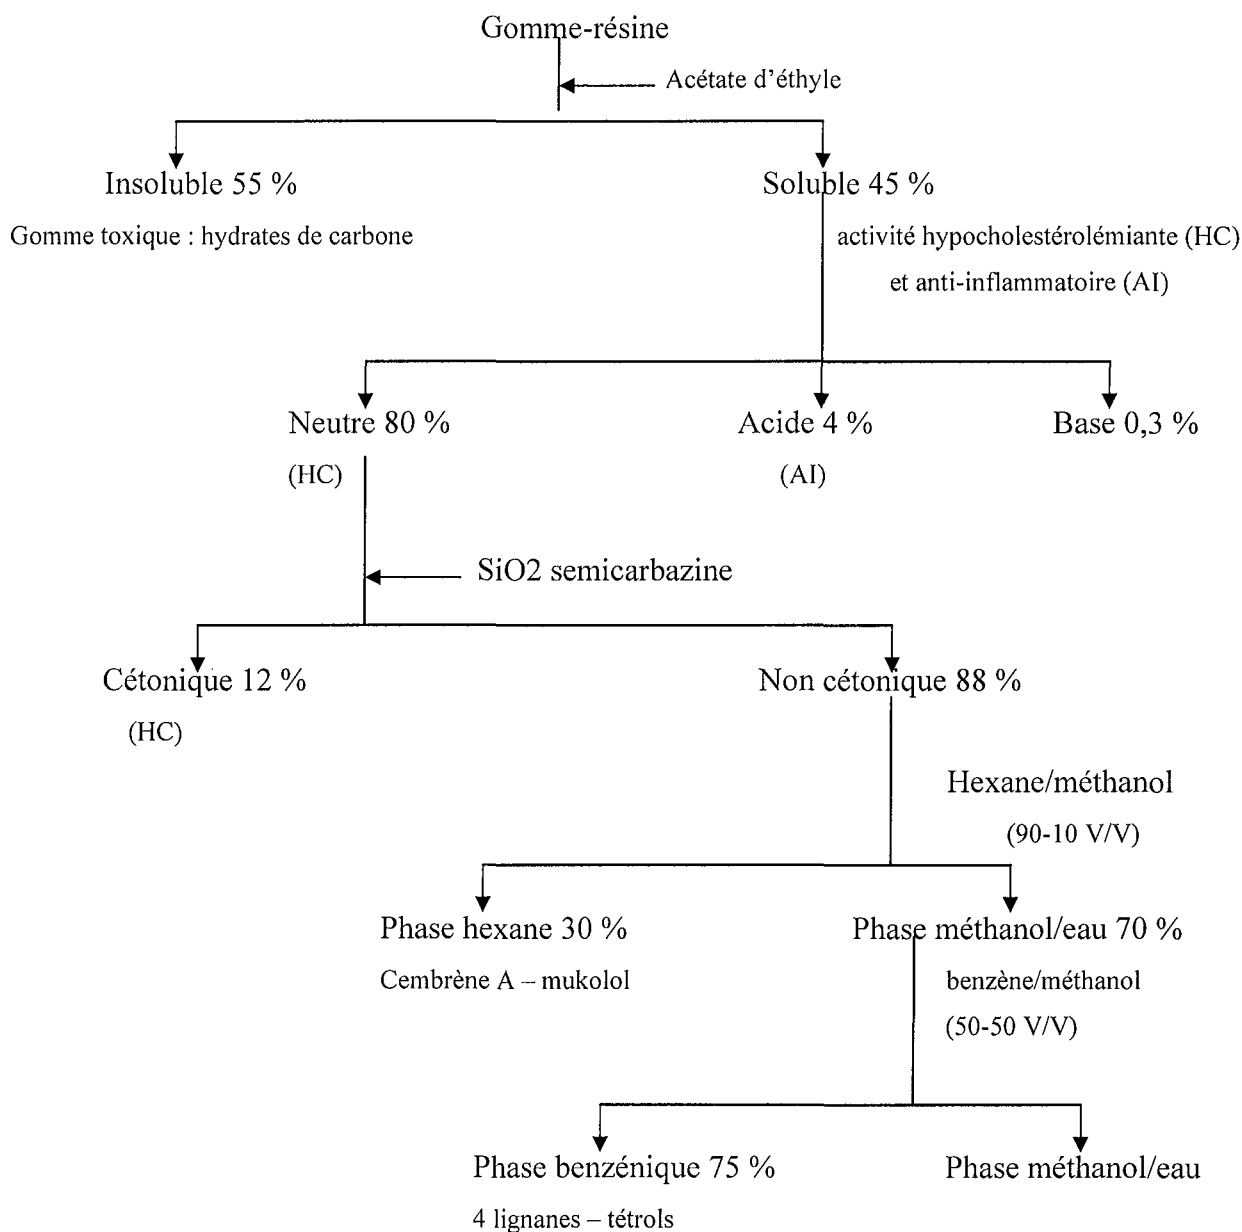 Gomme-résine
Acétate d'éthyle
Insoluble 55 %
Soluble 45 %
Gomme toxique : hydrates de carbone
activité hypocholestérolémiante (HC)
et anti-inflammatoire (AI)
Neutre 80 %
Acide 4 %
Base 0,3 %
(HC)
(AI)
SiO2 semicarbazine
Cétonique 12 %
Non cétonique 88 %
(HC)
Hexane/méthanol
(90-10 V/V)
Phase hexane 30 %
Phase méthanol/eau 70 %
Cembrène A – mukolol
benzène/méthanol
(50-50 V/V)
Phase benzénique 75 %
Phase méthanol/eau
4 lignanes – tétrols